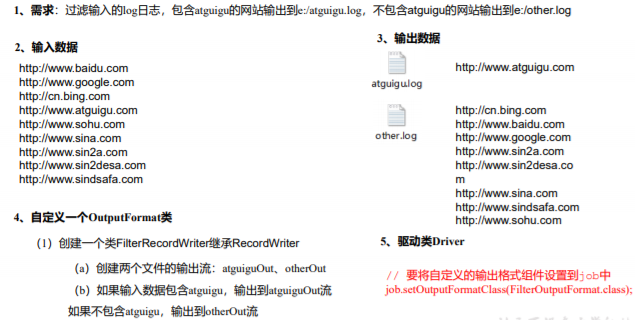 1、需求：过滤输入的log日志，包含atguigu的网站输出到e:/atguigu.log，不包含atguigu的网站输出到e:/other.log
2、输入数据
http://www.baidu.com
http://www.google.com
http://cn.bing.com
http://www.atguigu.com
http://www.sohu.com
http://www.sina.com
http://www.sin2a.com
http://www.sin2desa.com
http://www.sindsafa.com
3、输出数据
atguigu.log
http://www.atguigu.com
other.log
http://cn.bing.com
http://www.baidu.com
http://www.google.com
http://www.sin2a.com
http://www.sin2desa.co
m
http://www.sina.com
http://www.sindsafa.com
http://www.sohu.com
4、自定义一个OutputFormat类
（1）创建一个类FilterRecordWriter继承RecordWriter
（a）创建两个文件的输出流：atguiguOut、otherOut
（b）如果输入数据包含atguigu，输出到atguiguOut流
如果不包含atguigu，输出到otherOut流
5、驱动类Driver
// 要将自定义的输出格式组件设置到job中
job.setOutputFormatClass(FilterOutputFormat.class);